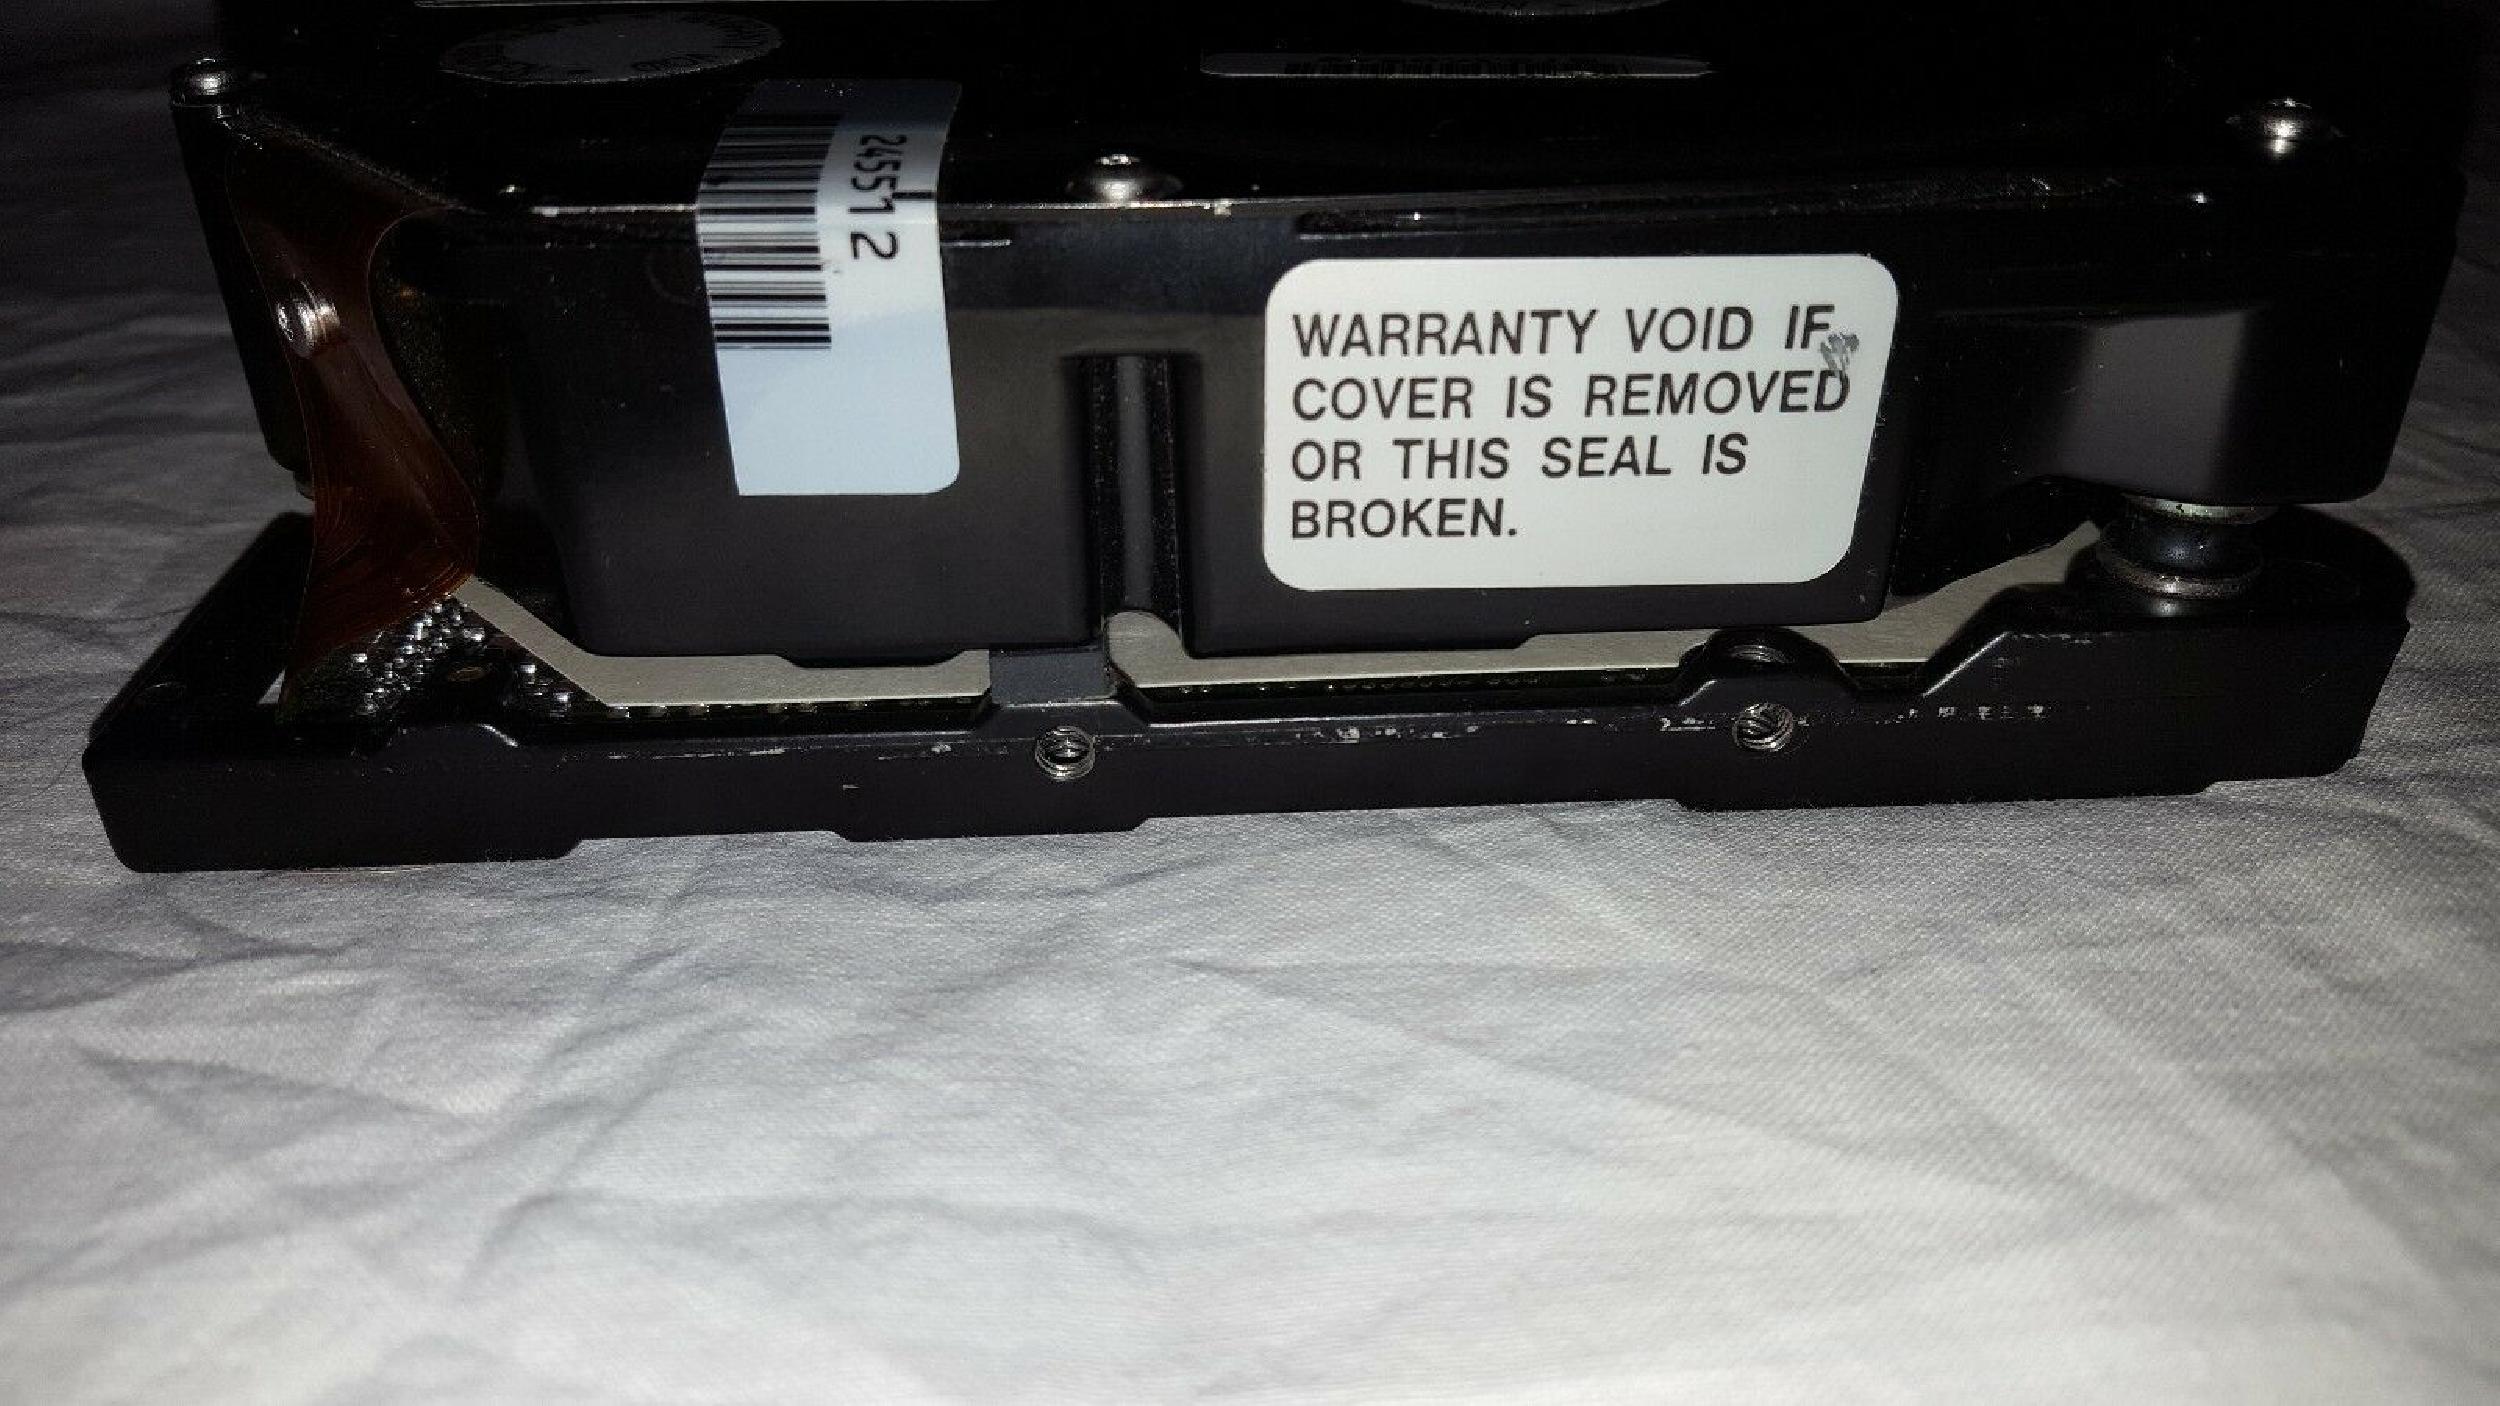 245512
WARRANTY VOID IF
COVER IS REMOVED
OR THIS SEAL IS
BROKEN.